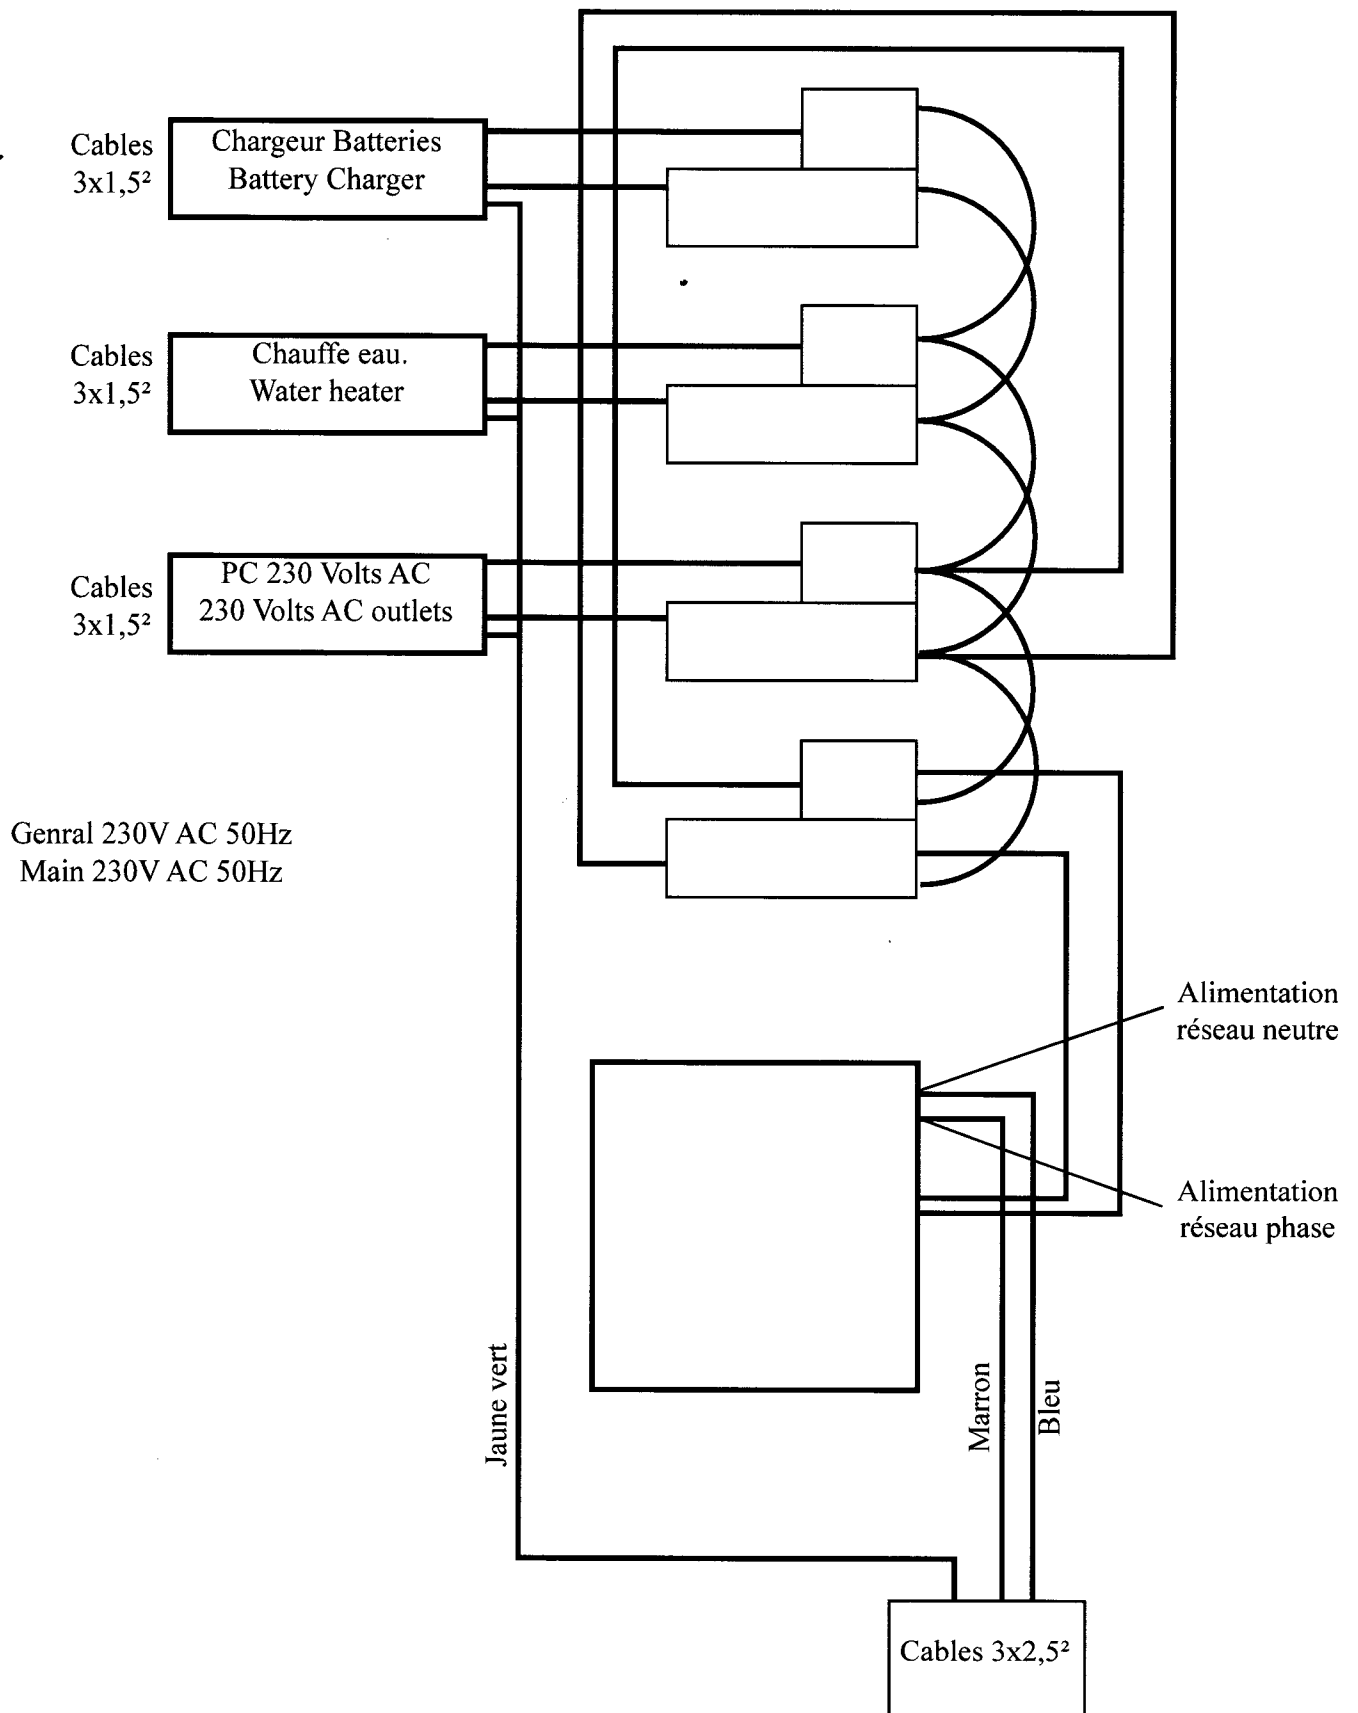 Cables
3x1,5²
Chargeur Batteries
Battery Charger
Cables
3x1,5²
Chauffe eau.
Water heater
Cables
3x1,5²
PC 230 Volts AC
230 Volts AC outlets
Genral 230V AC 50Hz
Main 230V AC 50Hz
Alimentation
réseau neutre
Alimentation
réseau phase
Jaune vert
Marron
Bleu
Cables 3x2,5²